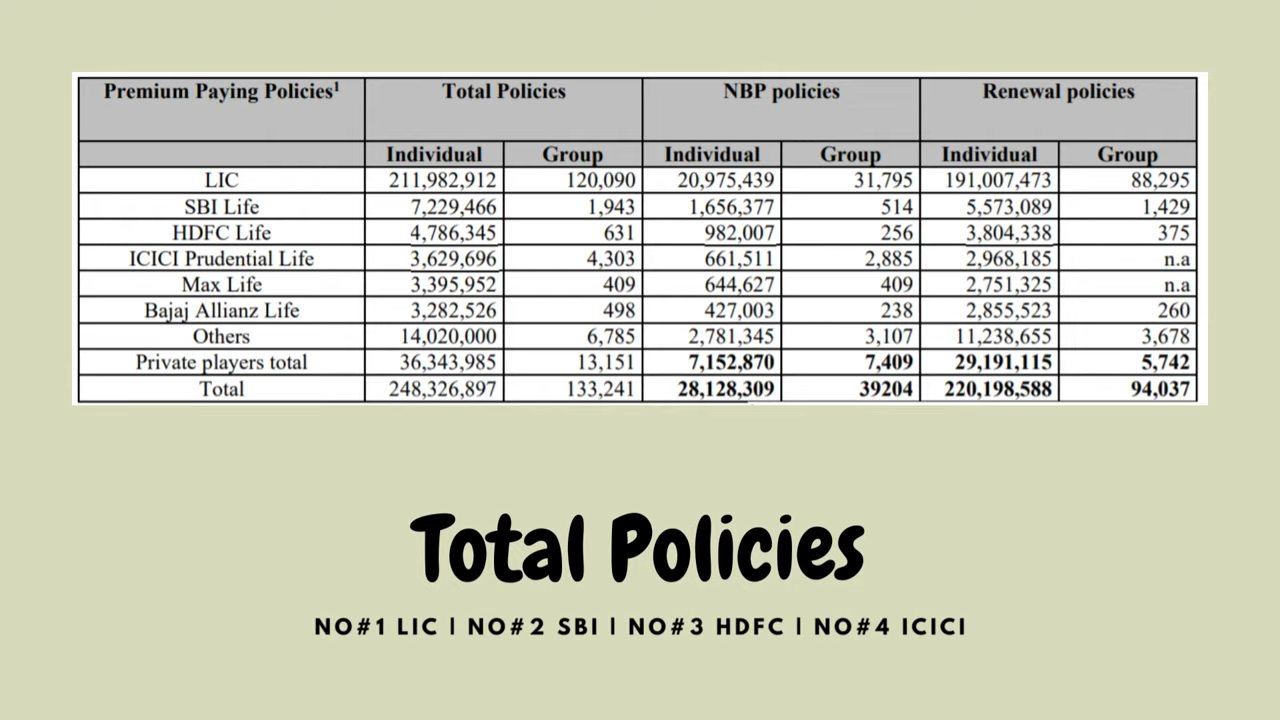 Premium Paying Policies¹ Total Policies NBP policies Renewal policies
Individual Group Individual Group Individual Group
LIC 211,982,912 120,090 20,975,439 31,795 191,007,473 88,295
SBI Life 7,229,466 1,943 1,656,377 514 5,573,089 1,429
HDFC Life 4,786,345 631 982,007 256 3,804,338 375
ICICI Prudential Life 3,629,696 4,303 661,511 2,885 2,968,185 n.a
Max Life 3,395,952 409 644,627 409 2,751,325 n.a
Bajaj Allianz Life 3,282,526 498 427,003 238 2,855,523 260
Others 14,020,000 6,785 2,781,345 3,107 11,238,655 3,678
Private players total 36,343,985 13,151 7,152,870 7,409 29,191,115 5,742
Total 248,326,897 133,241 28,128,309 39204 220,198,588 94,037
Total Policies
NO#1 LIC | NO#2 SBI | NO#3 HDFC | NO#4 ICICI